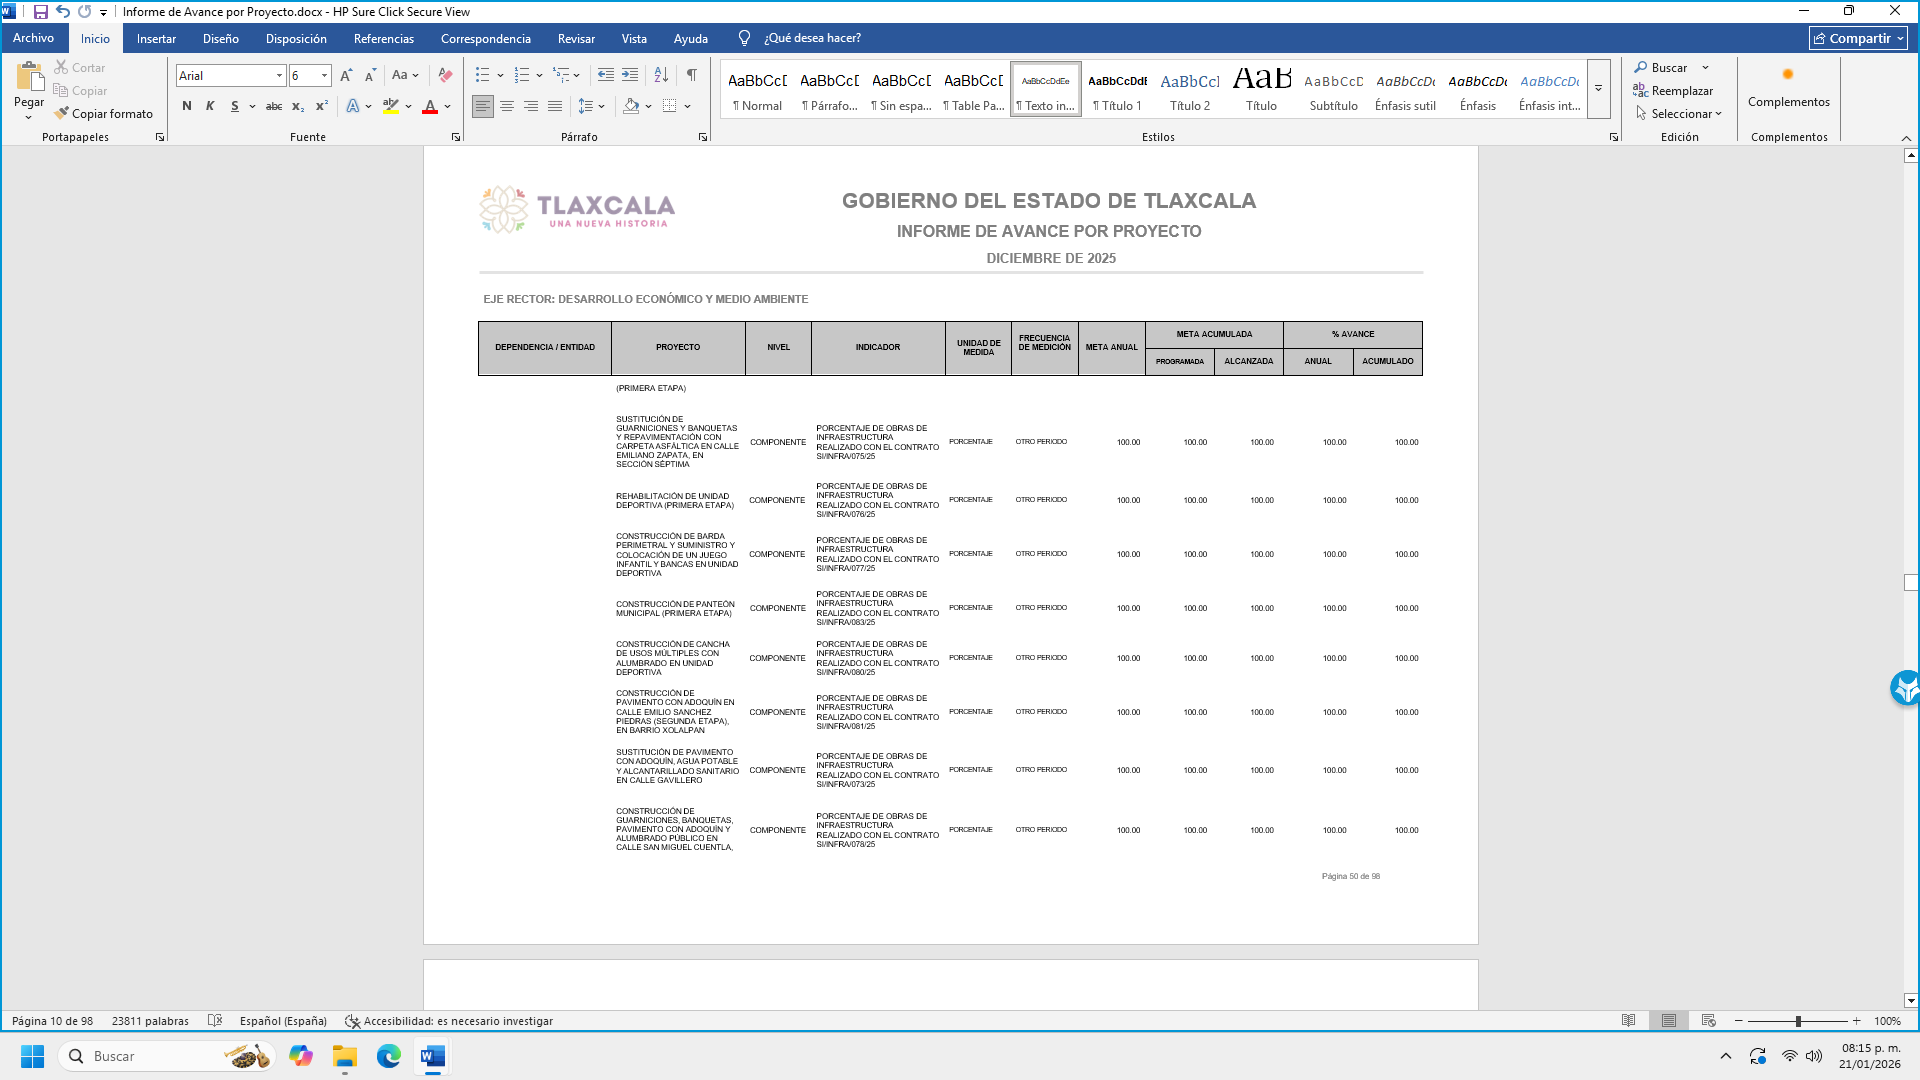 Informe de Avance por Proyecto.docx - HP Sure Click Secure View
Archivo Inicio Insertar Diseño Disposición Referencias Correspondencia Revisar Vista Ayuda ¿Qué desea hacer? Compartir
Pegar
Cortar
Copiar
Copiar formato
Portapapeles
Arial 6
Aa
N K S abc x₂ x²
Fuente
Párrafo
AaBbCcD AaBbCcD AaBbCcD AaBbCcD AaBbCcDdEe AaBbCcDdE AaBbCcI AaB AaBbCcD AaBbCcDc AaBbCcDc AaBbCcDc
¶ Normal ¶ Párrafo... ¶ Sin espa... ¶ Table Pa... ¶ Texto in... ¶ Título 1 Título 2 Título Subtítulo Énfasis sutil Énfasis Énfasis int...
Estilos
Buscar
Reemplazar
Seleccionar
Edición
Complementos
Complementos
TLAXCALA
UNA NUEVA HISTORIA
GOBIERNO DEL ESTADO DE TLAXCALA
INFORME DE AVANCE POR PROYECTO
DICIEMBRE DE 2025
EJE RECTOR: DESARROLLO ECONÓMICO Y MEDIO AMBIENTE
DEPENDENCIA / ENTIDAD PROYECTO NIVEL INDICADOR UNIDAD DE MEDIDA FRECUENCIA DE MEDICIÓN META ANUAL META ACUMULADA % AVANCE
PROGRAMADA ALCANZADA ANUAL ACUMULADO
(PRIMERA ETAPA)
SUSTITUCIÓN DE
GUARNICIONES Y BANQUETAS
Y REPAVIMENTACIÓN CON
CARPETA ASFÁLTICA EN CALLE
EMILIANO ZAPATA, EN
SECCIÓN SÉPTIMA
COMPONENTE
PORCENTAJE DE OBRAS DE
INFRAESTRUCTURA
REALIZADO CON EL CONTRATO
SI/INFRA/075/25
PORCENTAJE OTRO PERIODO 100.00 100.00 100.00 100.00 100.00
REHABILITACIÓN DE UNIDAD
DEPORTIVA (PRIMERA ETAPA)
COMPONENTE
PORCENTAJE DE OBRAS DE
INFRAESTRUCTURA
REALIZADO CON EL CONTRATO
SI/INFRA/076/25
PORCENTAJE OTRO PERIODO 100.00 100.00 100.00 100.00 100.00
CONSTRUCCIÓN DE BARDA
PERIMETRAL Y SUMINISTRO Y
COLOCACIÓN DE UN JUEGO
INFANTIL Y BANCAS EN UNIDAD
DEPORTIVA
COMPONENTE
PORCENTAJE DE OBRAS DE
INFRAESTRUCTURA
REALIZADO CON EL CONTRATO
SI/INFRA/077/25
PORCENTAJE OTRO PERIODO 100.00 100.00 100.00 100.00 100.00
CONSTRUCCIÓN DE PANTEÓN
MUNICIPAL (PRIMERA ETAPA)
COMPONENTE
PORCENTAJE DE OBRAS DE
INFRAESTRUCTURA
REALIZADO CON EL CONTRATO
SI/INFRA/083/25
PORCENTAJE OTRO PERIODO 100.00 100.00 100.00 100.00 100.00
CONSTRUCCIÓN DE CANCHA
DE USOS MÚLTIPLES CON
ALUMBRADO EN UNIDAD
DEPORTIVA
COMPONENTE
PORCENTAJE DE OBRAS DE
INFRAESTRUCTURA
REALIZADO CON EL CONTRATO
SI/INFRA/080/25
PORCENTAJE OTRO PERIODO 100.00 100.00 100.00 100.00 100.00
CONSTRUCCIÓN DE
PAVIMENTO CON ADOQUÍN EN
CALLE EMILIO SANCHEZ
PIEDRAS (SEGUNDA ETAPA),
EN BARRIO XOLALPAN
COMPONENTE
PORCENTAJE DE OBRAS DE
INFRAESTRUCTURA
REALIZADO CON EL CONTRATO
SI/INFRA/081/25
PORCENTAJE OTRO PERIODO 100.00 100.00 100.00 100.00 100.00
SUSTITUCIÓN DE PAVIMENTO
CON ADOQUÍN, AGUA POTABLE
Y ALCANTARILLADO SANITARIO
EN CALLE GAVILLERO
COMPONENTE
PORCENTAJE DE OBRAS DE
INFRAESTRUCTURA
REALIZADO CON EL CONTRATO
SI/INFRA/073/25
PORCENTAJE OTRO PERIODO 100.00 100.00 100.00 100.00 100.00
CONSTRUCCIÓN DE
GUARNICIONES, BANQUETAS,
PAVIMENTO CON ADOQUÍN Y
ALUMBRADO PÚBLICO EN
CALLE SAN MIGUEL CUENTLA,
COMPONENTE
PORCENTAJE DE OBRAS DE
INFRAESTRUCTURA
REALIZADO CON EL CONTRATO
SI/INFRA/078/25
PORCENTAJE OTRO PERIODO 100.00 100.00 100.00 100.00 100.00
Página 50 de 98
Página 10 de 98 23811 palabras Español (España) Accesibilidad: es necesario investigar 100%
Buscar
08:15 p. m.
21/01/2026